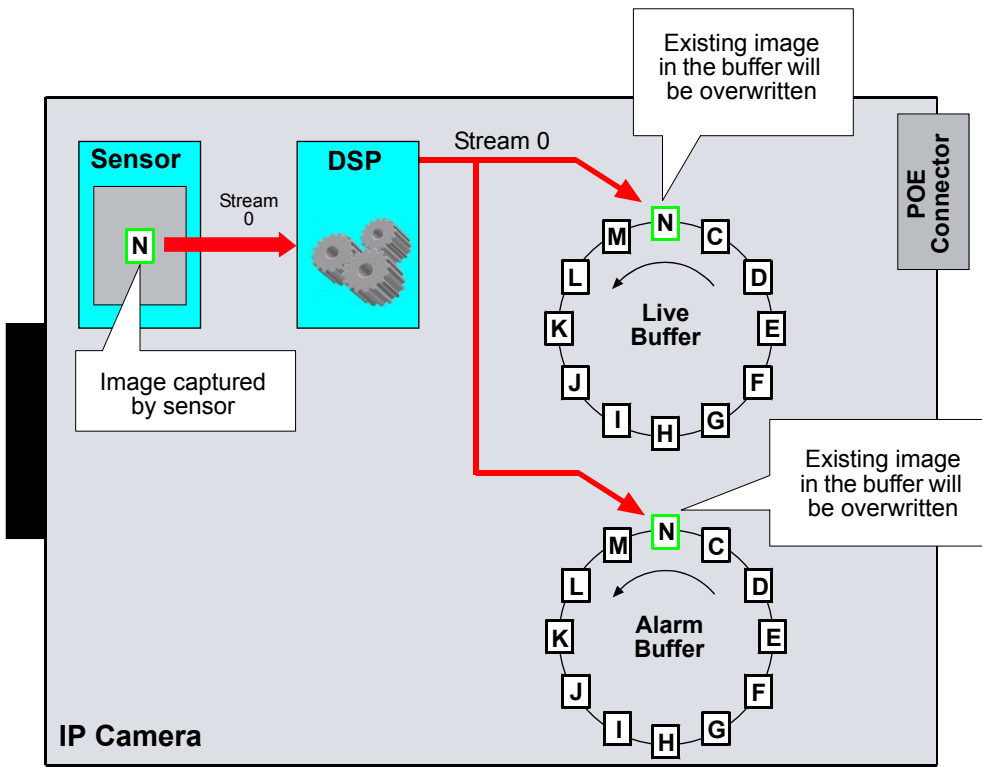 Existing image
in the buffer will
be overwritten
Sensor
DSP
Stream 0
POE
Connector
Stream
0
N
Image captured
by sensor
N
C
D
E
F
G
H
I
J
K
L
M
Live
Buffer
Existing image
in the buffer will
be overwritten
N
C
D
E
F
G
H
I
J
K
L
M
Alarm
Buffer
IP Camera